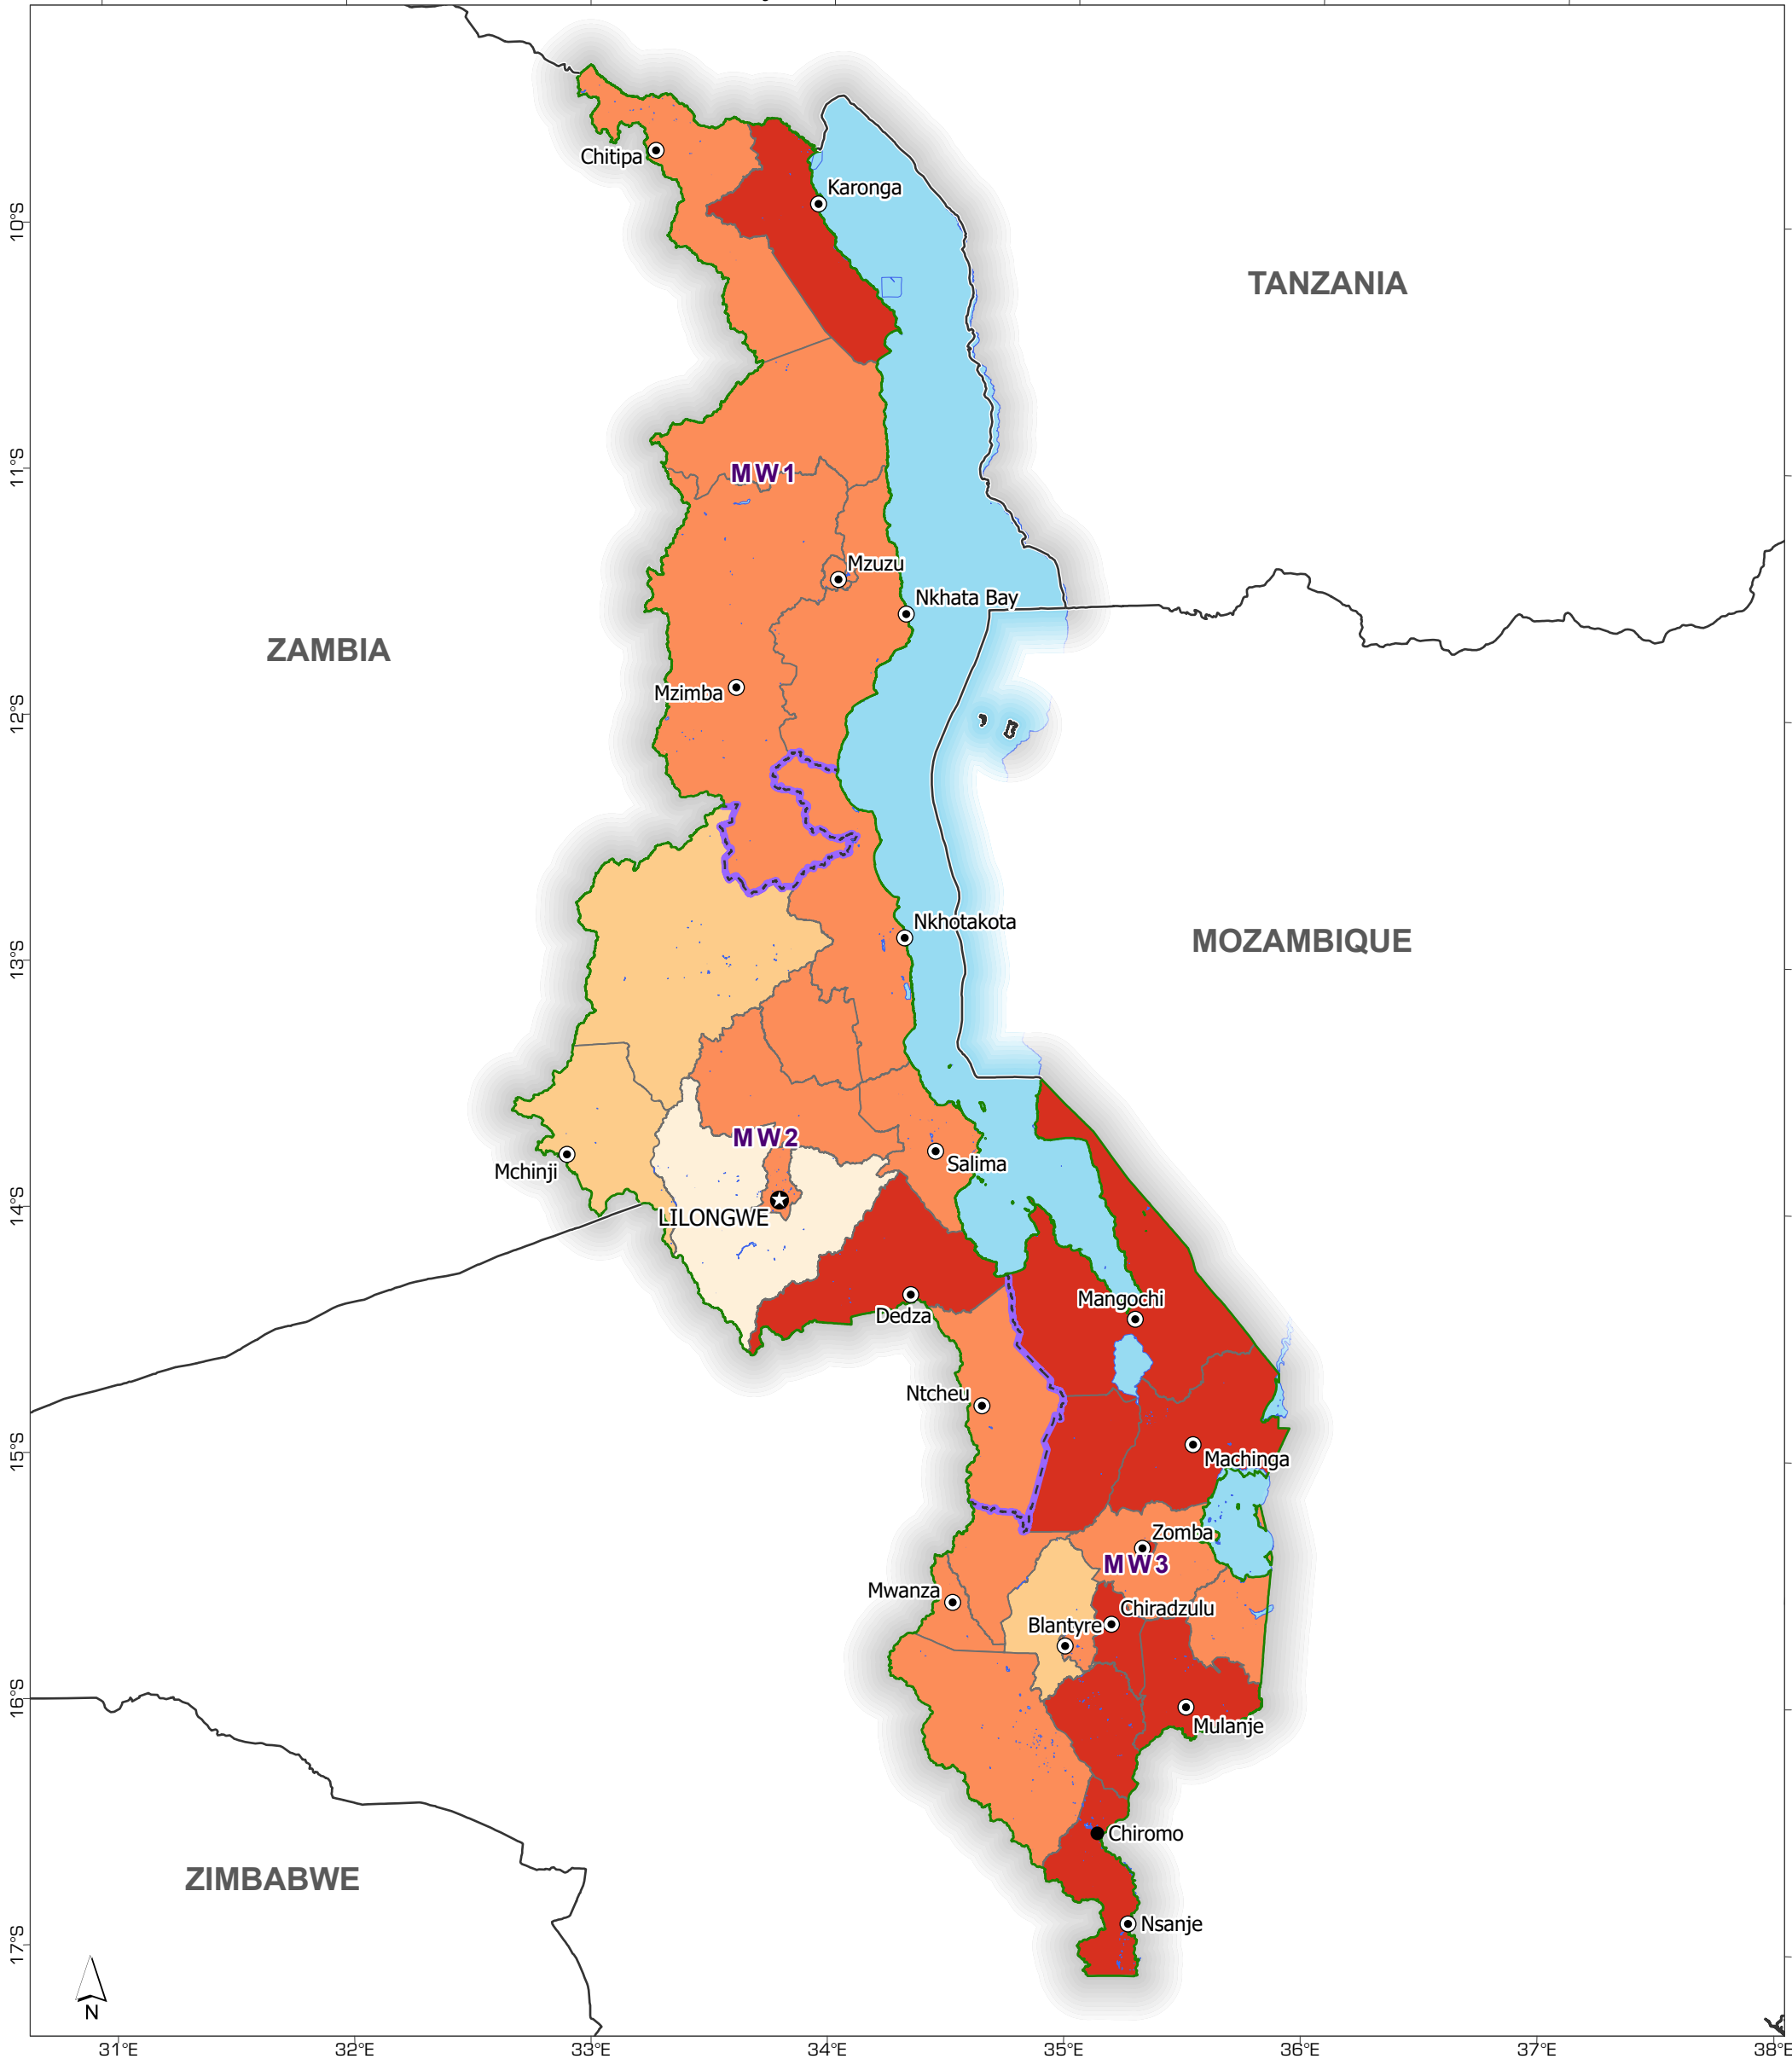 Chitipa
Karonga
10°S
TANZANIA
11°S
MW1
Mzuzu
Nkhata Bay
ZAMBIA
Mzimba
12°S
Nkhotakota
MOZAMBIQUE
13°S
MW2
Mchinji
Salima
14°S
LILONGWE
Mangochi
Dedza
Ntcheu
15°S
Machinga
Zomba
MW3
Mwanza
Chiradzulu
Blantyre
16°S
Mulanje
Chiromo
ZIMBABWE
Nsanje
17°S
N
31°E
32°E
33°E
34°E
35°E
36°E
37°E
38°E